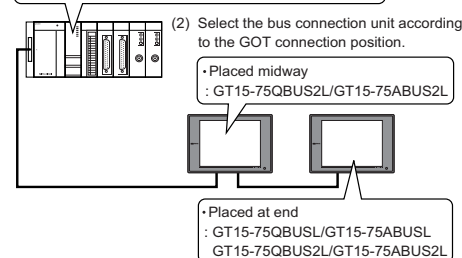 (2) Select the bus connection unit according
to the GOT connection position.
•Placed midway
: GT15-75QBUS2L/GT15-75ABUS2L
•Placed at end
: GT15-75QBUSL/GT15-75ABUSL
GT15-75QBUS2L/GT15-75ABUS2L